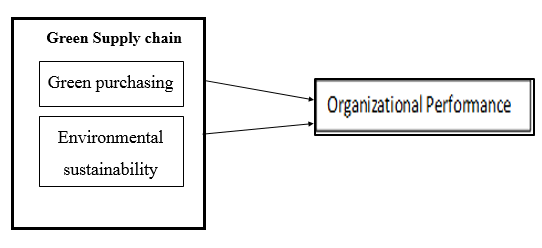 Green Supply chain
Green purchasing
Environmental
sustainability
Organizational Performance